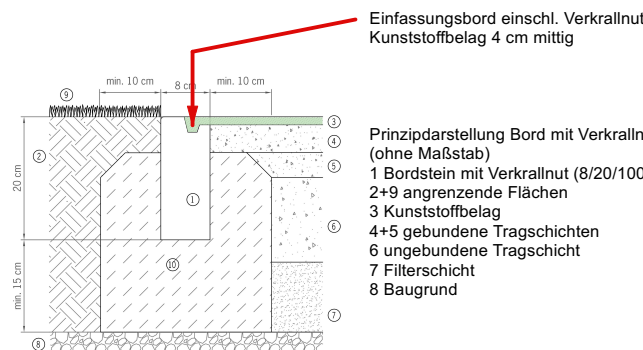 Einfassungsbord einschl. Verkrallnut
Kunststoffbelag 4 cm mittig
min. 10 cm
8 cm
min. 10 cm
9
3
4
2
5
20 cm
1
6
10
min. 15 cm
7
8
Prinzipdarstellung Bord mit Verkralln
(ohne Maßstab)
1 Bordstein mit Verkrallnut (8/20/100
2+9 angrenzende Flächen
3 Kunststoffbelag
4+5 gebundene Tragschichten
6 ungebundene Tragschicht
7 Filterschicht
8 Baugrund